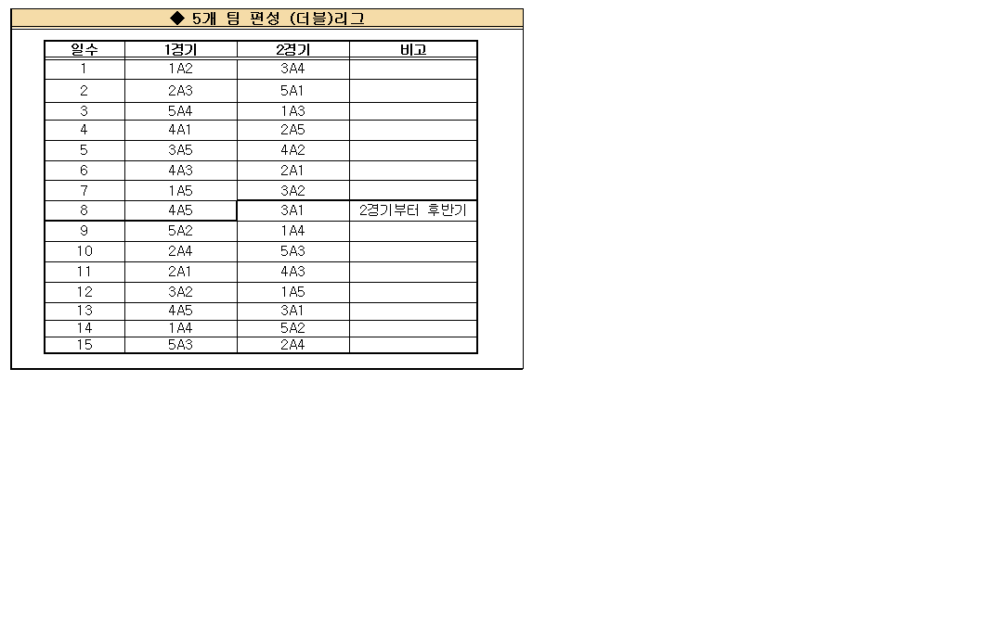 ◆ 5개 팀 편성 (더블)리그
일수 1경기 2경기 비고
1 1A2 3A4
2 2A3 5A1
3 5A4 1A3
4 4A1 2A5
5 3A5 4A2
6 4A3 2A1
7 1A5 3A2
8 4A5 3A1 2경기부터 후반기
9 5A2 1A4
10 2A4 5A3
11 2A1 4A3
12 3A2 1A5
13 4A5 3A1
14 1A4 5A2
15 5A3 2A4